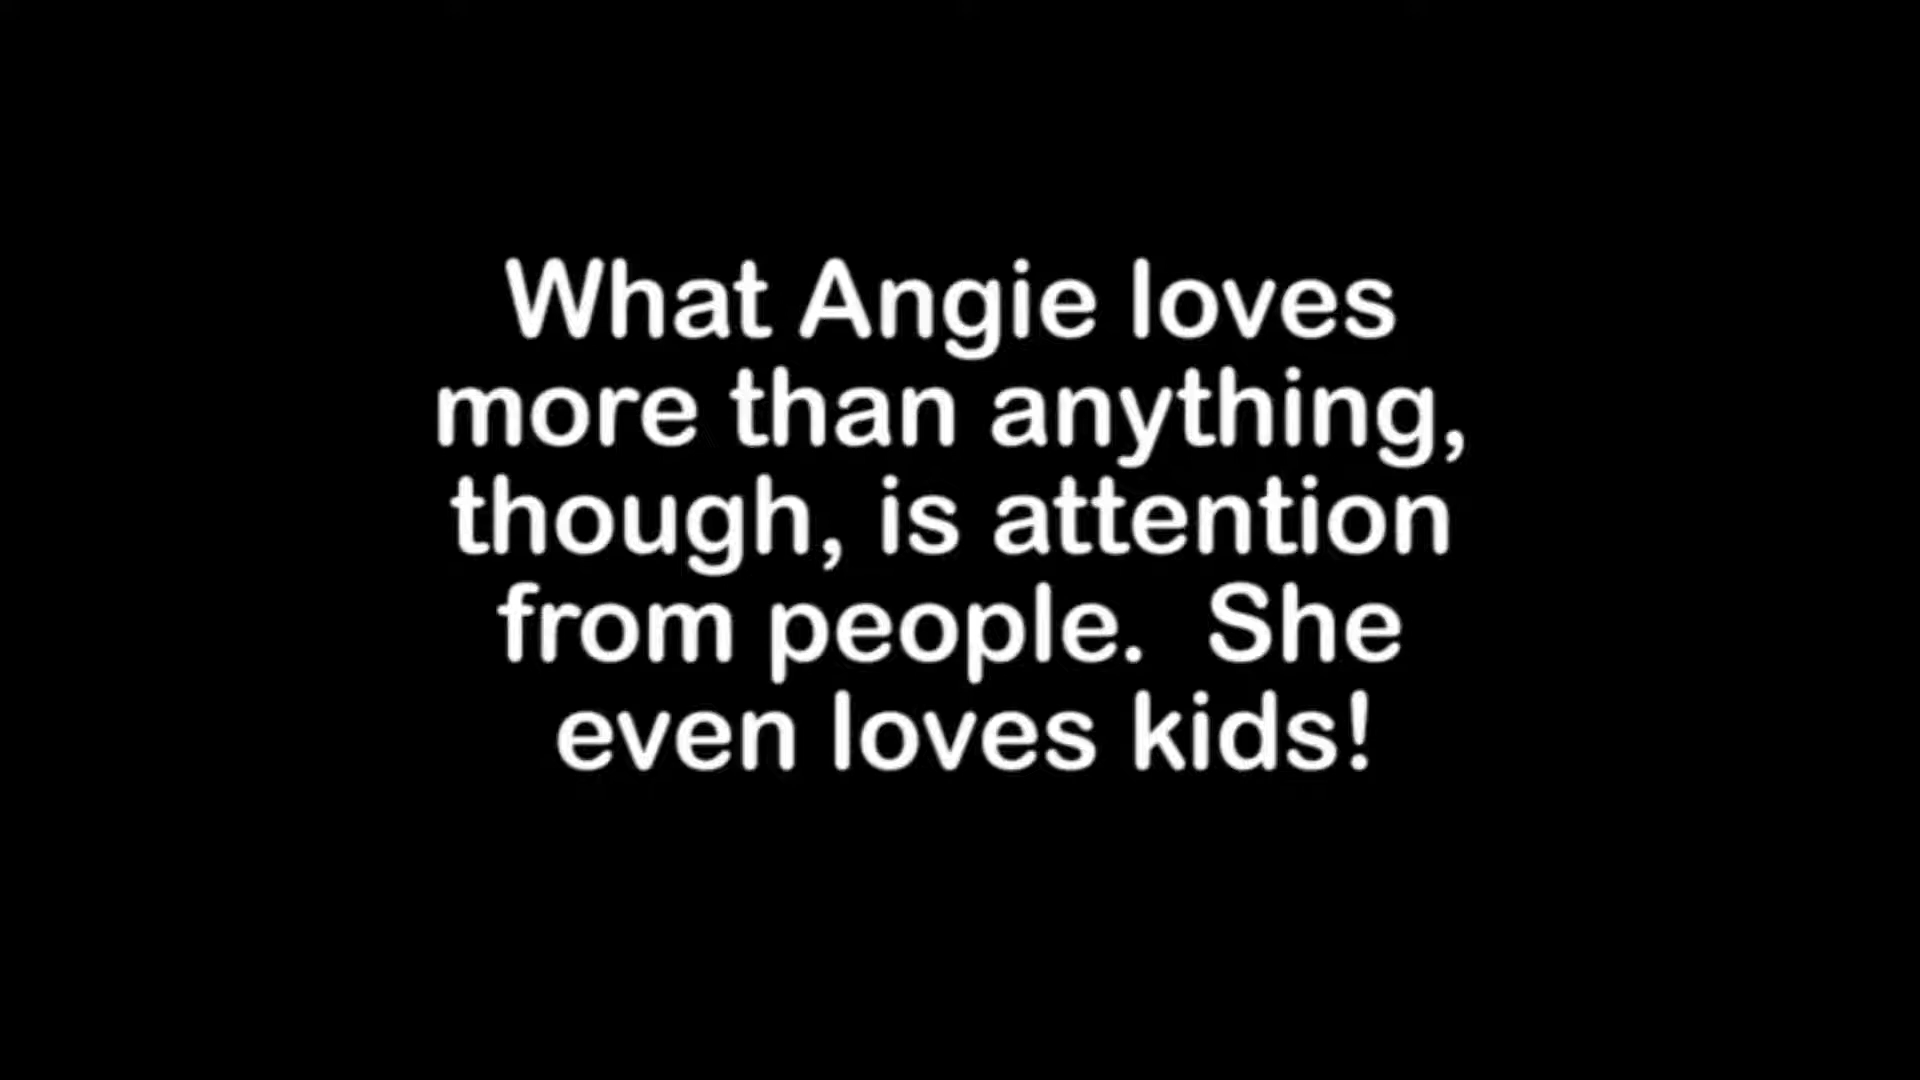 What Angie loves
more than anything,
though, is attention
from people.  She
even loves kids!